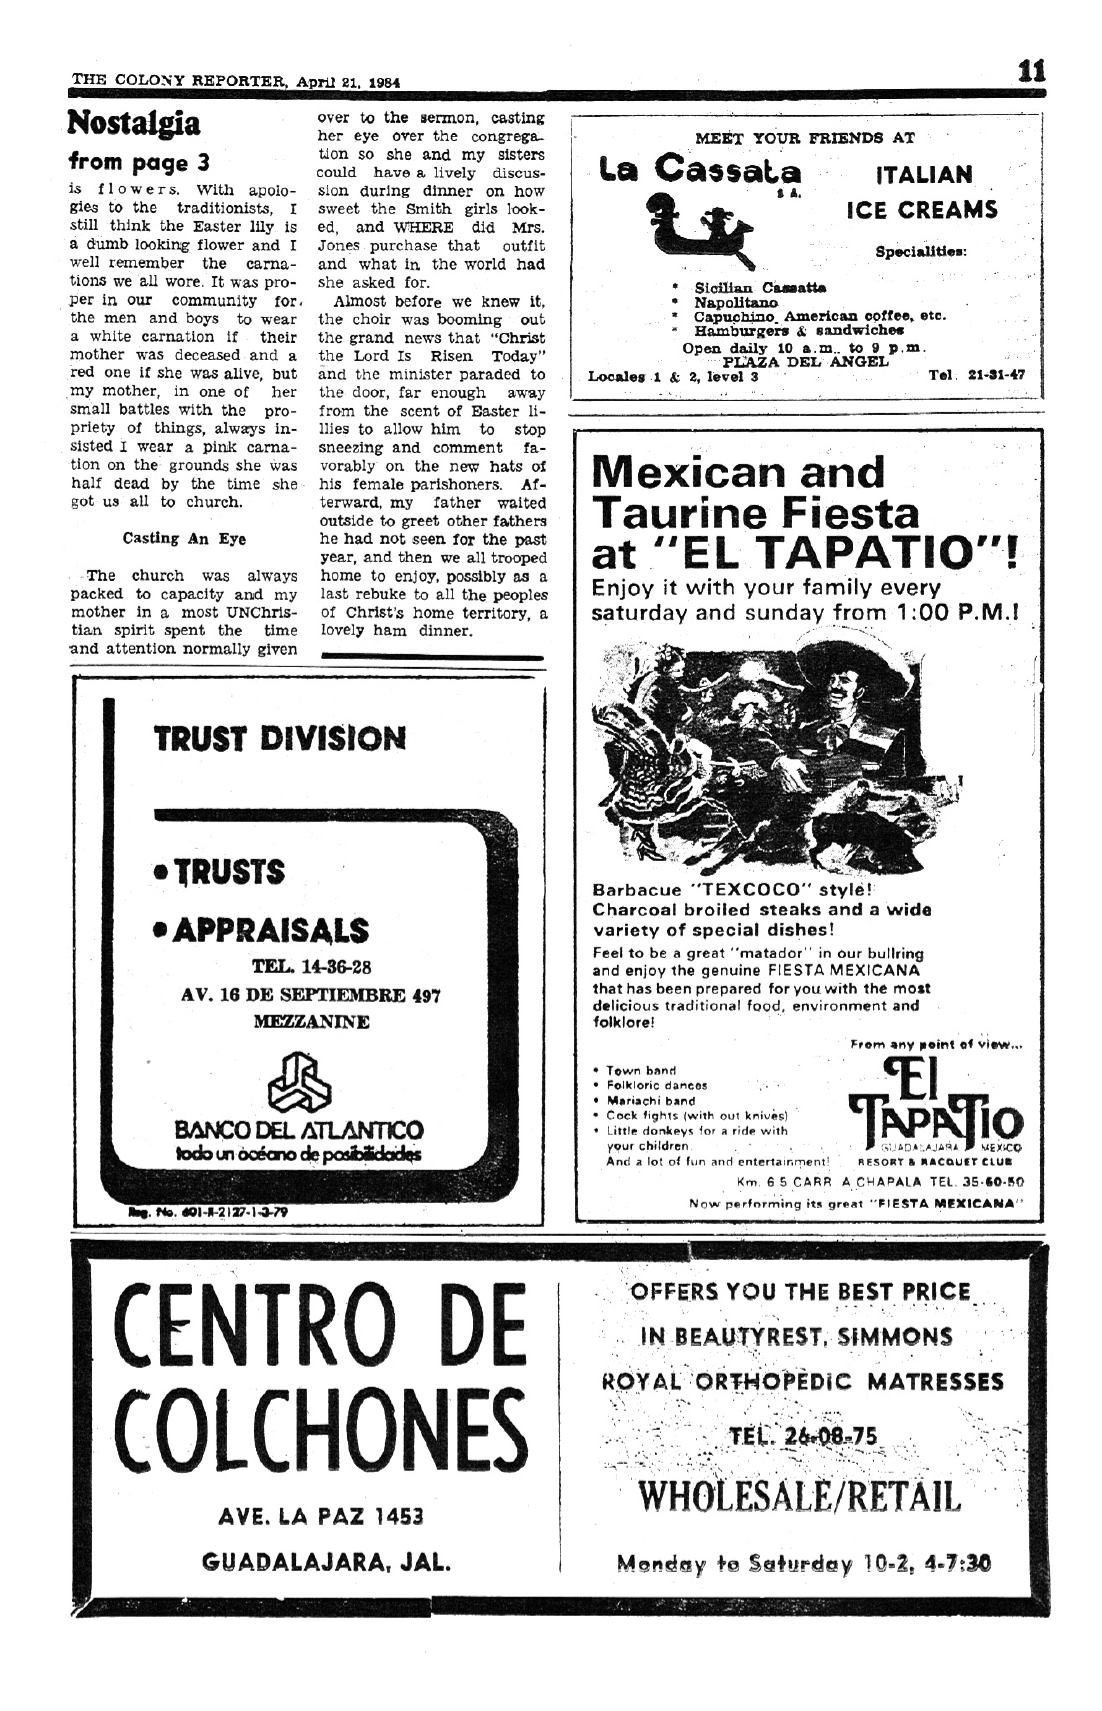 THE COLONY REPORTER, April 21, 1984
11
Nostalgia
from page 3
is flowers. With apolo-
gies to the traditionists, I
still think the Easter lily is
a dumb looking flower and I
well remember the carna-
tions we all wore. It was pro-
per in our community for
the men and boys to wear
a white carnation if their
mother was deceased and a
red one if she was alive, but
my mother, in one of her
small battles with the pro-
priety of things, always in-
sisted I wear a pink carna-
tion on the grounds she was
half dead by the time she
got us all to church.
Casting An Eye
The church was always
packed to capacity and my
mother in a most UNChris-
tian spirit spent the time
and attention normally given
over to the sermon, casting
her eye over the congrega-
tion so she and my sisters
could have a lively discus-
sion during dinner on how
sweet the Smith girls look-
ed, and WHERE did Mrs.
Jones purchase that outfit
and what in the world had
she asked for.
Almost before we knew it,
the choir was booming out
the grand news that "Christ
the Lord Is Risen Today"
and the minister paraded to
the door, far enough away
from the scent of Easter li-
llies to allow him to stop
sneezing and comment fa-
vorably on the new hats of
his female parishoners. Af-
terward, my father waited
outside to greet other fathers
he had not seen for the past
year, and then we all trooped
home to enjoy, possibly as a
last rebuke to all the peoples
of Christ's home territory, a
lovely ham dinner.
MEET YOUR FRIENDS AT
La Cassata
S A.
ITALIAN
ICE CREAMS
Specialities:
* Sicilian Cassatta
* Napolitano
* Capuchino, American coffee, etc.
* Hamburgers & sandwiches
Open daily 10 a.m.. to 9 p.m.
PLAZA DEL ANGEL
Locales 1 & 2, level 3
Tel. 21-31-47
Mexican and
Taurine Fiesta
at "EL TAPATIO"!
Enjoy it with your family every
saturday and sunday from 1:00 P.M.!
Barbacue "TEXCOCO" style!
Charcoal broiled steaks and a wide
variety of special dishes!
Feel to be a great "matador" in our bullring
and enjoy the genuine FIESTA MEXICANA
that has been prepared for you with the most
delicious traditional food, environment and
folklore!
• Town band
• Folkloric dances
• Mariachi band
• Cock fights (with out knives)
• Little donkeys for a ride with
your children
And a lot of fun and entertainment!
From any point of view...
El
TAPATIO
GUADALAJARA MEXICO
RESORT & RACQUET CLUB
Km. 6 5 CARR A CHAPALA TEL. 35-60-50
Now performing its great "FIESTA MEXICANA"
TRUST DIVISION
• TRUSTS
• APPRAISALS
TEL. 14-36-28
AV. 16 DE SEPTIEMBRE 497
MEZZANINE
BANCO DEL ATLANTICO
todo un océano de posibilidades
Reg. No. 601-II-2127-1-3-79
CENTRO DE
COLCHONES
AVE. LA PAZ 1453
GUADALAJARA, JAL.
OFFERS YOU THE BEST PRICE
IN BEAUTYREST, SIMMONS
ROYAL ORTHOPEDIC MATRESSES
TEL. 26-08-75
WHOLESALE/RETAIL
Monday to Saturday 10-2, 4-7:30